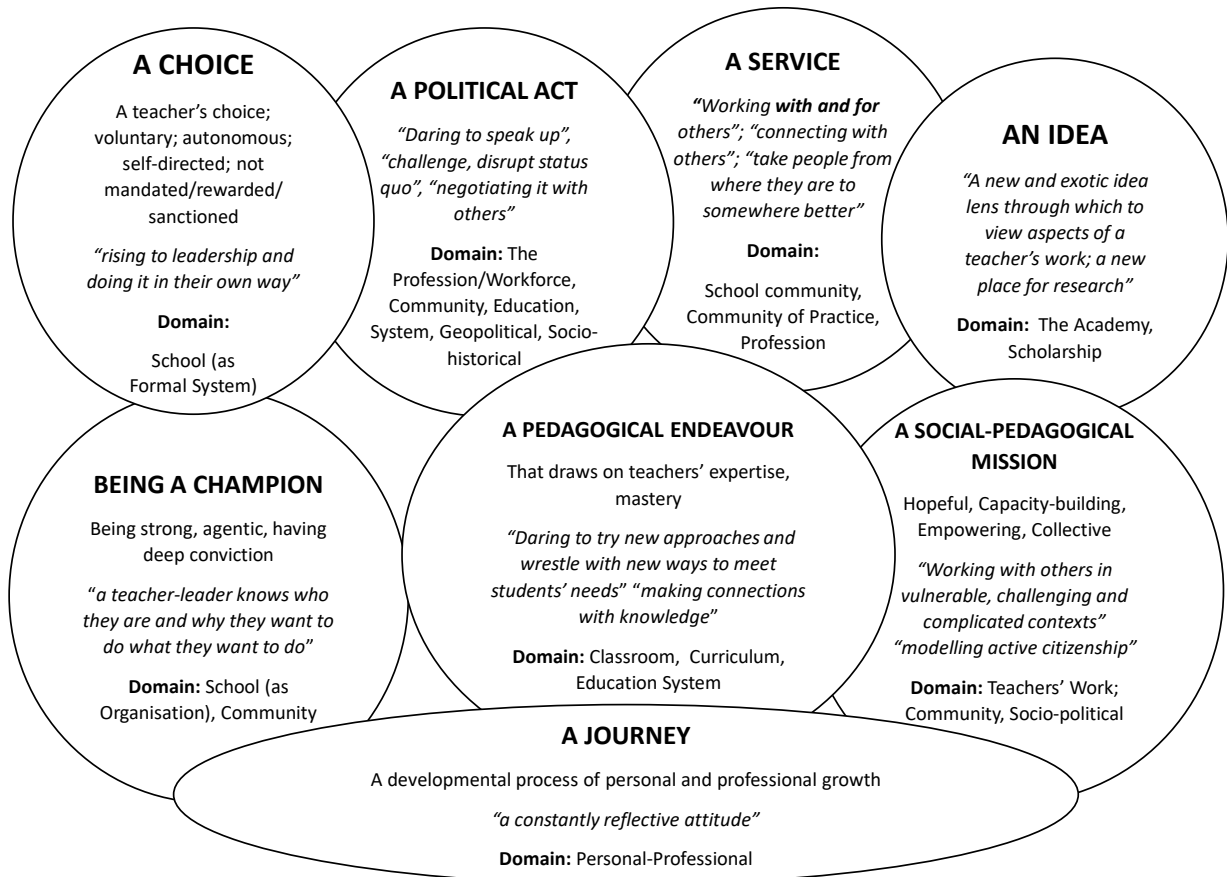 A CHOICE
A teacher’s choice;
voluntary; autonomous;
self-directed; not
mandated/rewarded/
sanctioned
“rising to leadership and
doing it in their own way”
Domain:
School (as
Formal System)
A POLITICAL ACT
“Daring to speak up”,
“challenge, disrupt status
quo”, “negotiating it with
others”
Domain: The
Profession/Workforce,
Community, Education,
System, Geopolitical, Socio-
historical
A SERVICE
“Working with and for
others”; “connecting with
others”; “take people from
where they are to
somewhere better”
Domain:
School community,
Community of Practice,
Profession
AN IDEA
“A new and exotic idea
lens through which to
view aspects of a
teacher’s work; a new
place for research”
Domain: The Academy,
Scholarship
BEING A CHAMPION
Being strong, agentic, having
deep conviction
“a teacher-leader knows who
they are and why they want to
do what they want to do”
Domain: School (as
Organisation), Community
A PEDAGOGICAL ENDEAVOUR
That draws on teachers’ expertise,
mastery
“Daring to try new approaches and
wrestle with new ways to meet
students’ needs” “making connections
with knowledge”
Domain: Classroom, Curriculum,
Education System
A SOCIAL-PEDAGOGICAL
MISSION
Hopeful, Capacity-building,
Empowering, Collective
“Working with others in
vulnerable, challenging and
complicated contexts”
“modelling active citizenship”
Domain: Teachers’ Work;
Community, Socio-political
A JOURNEY
A developmental process of personal and professional growth
“a constantly reflective attitude”
Domain: Personal-Professional